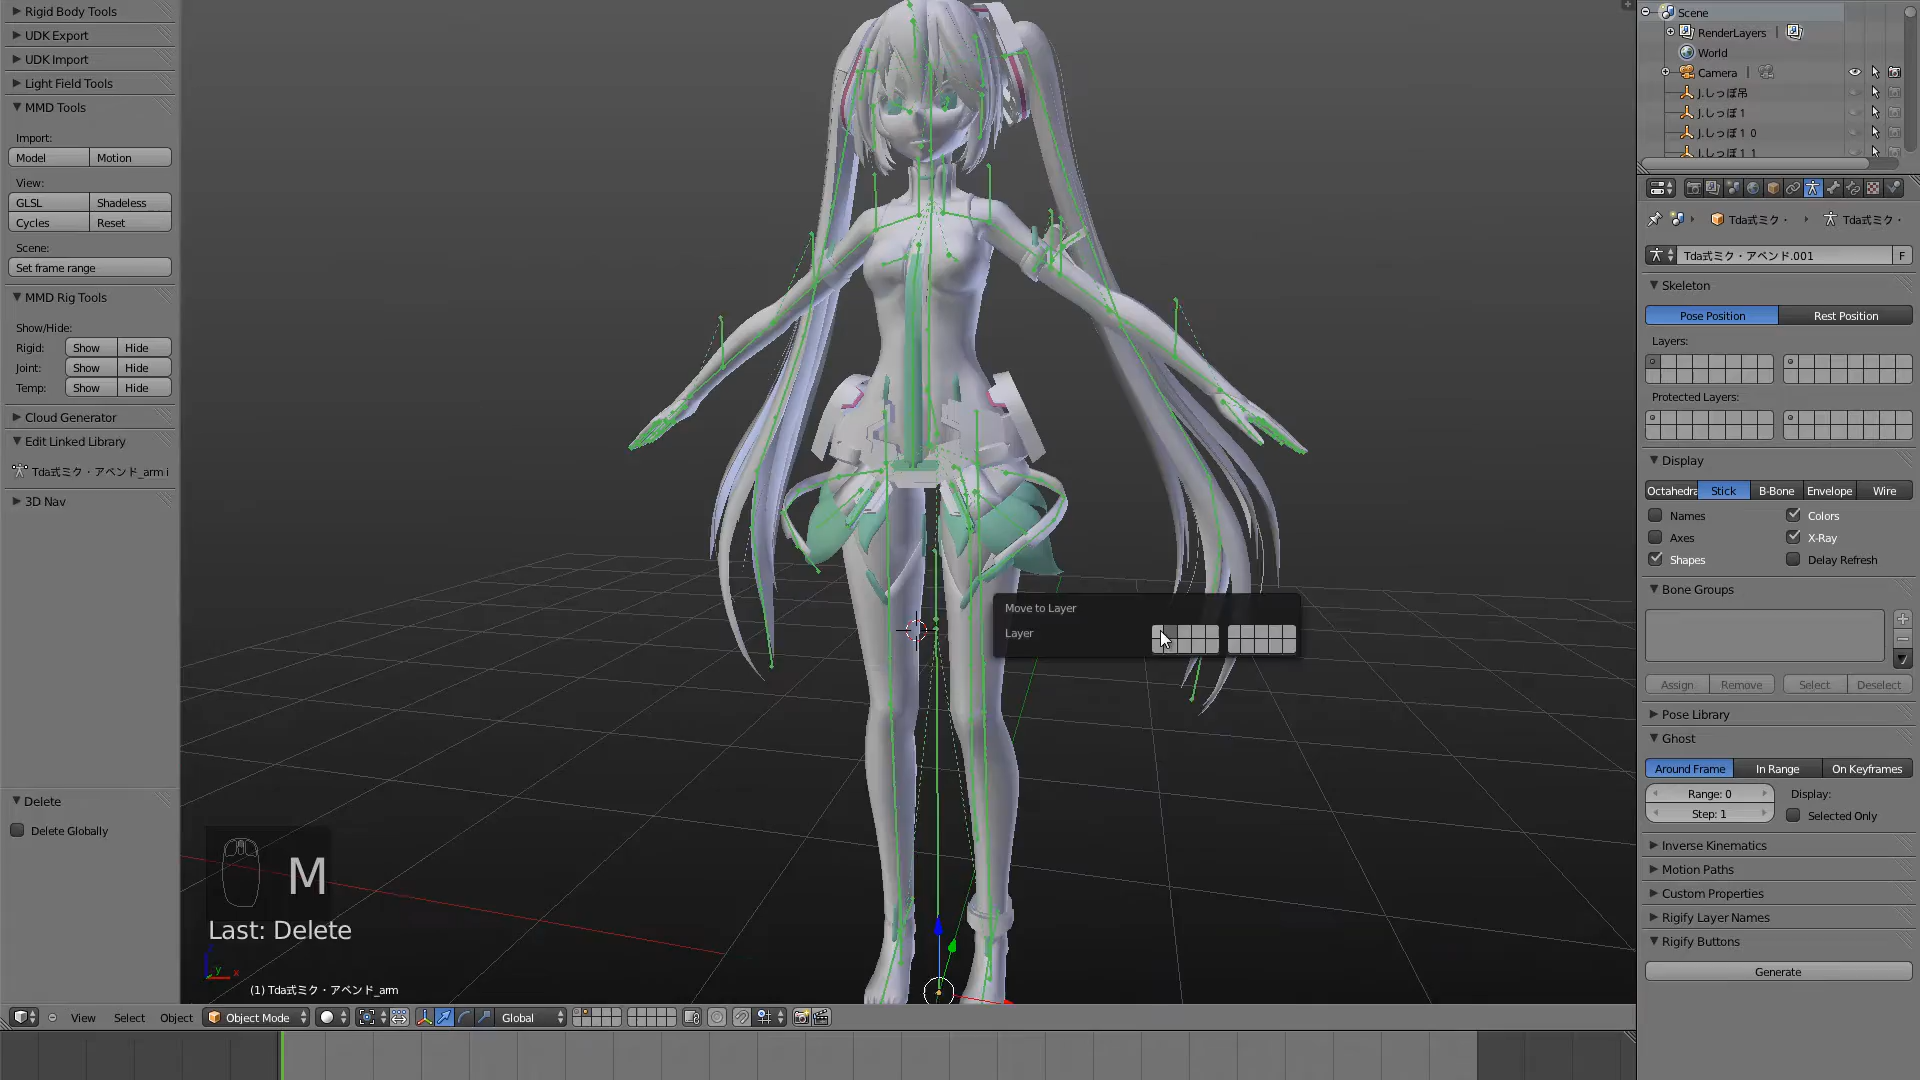 Rigid Body Tools
UDK Export
UDK Import
Light Field Tools
MMD Tools
Import:
Model
Motion
View:
GLSL
Shadeless
Cycles
Reset
Scene:
Set frame range
MMD Rig Tools
Show/Hide:
Rigid:
Show
Hide
Joint:
Show
Hide
Temp:
Show
Hide
Cloud Generator
Edit Linked Library
Tda式ミク・アペンド_arm i
3D Nav
Delete
Delete Globally
M
Last: Delete
y x
(1) Tda式ミク・アペンド_arm
Move to Layer
Layer
View
Select
Object
Object Mode
Global
Scene
RenderLayers
World
Camera
J.しっぽ吊
J.しっぽ1
J.しっぽ10
J.しっぽ11
Tda式ミク・
Tda式ミク・
Tda式ミク・アペンド.001
F
Skeleton
Pose Position
Rest Position
Layers:
Protected Layers:
Display
Octahedra
Stick
B-Bone
Envelope
Wire
Names
Colors
Axes
X-Ray
Shapes
Delay Refresh
Bone Groups
Assign
Remove
Select
Deselect
Pose Library
Ghost
Around Frame
In Range
On Keyframes
Range: 0
Display:
Step: 1
Selected Only
Inverse Kinematics
Motion Paths
Custom Properties
Rigify Layer Names
Rigify Buttons
Generate